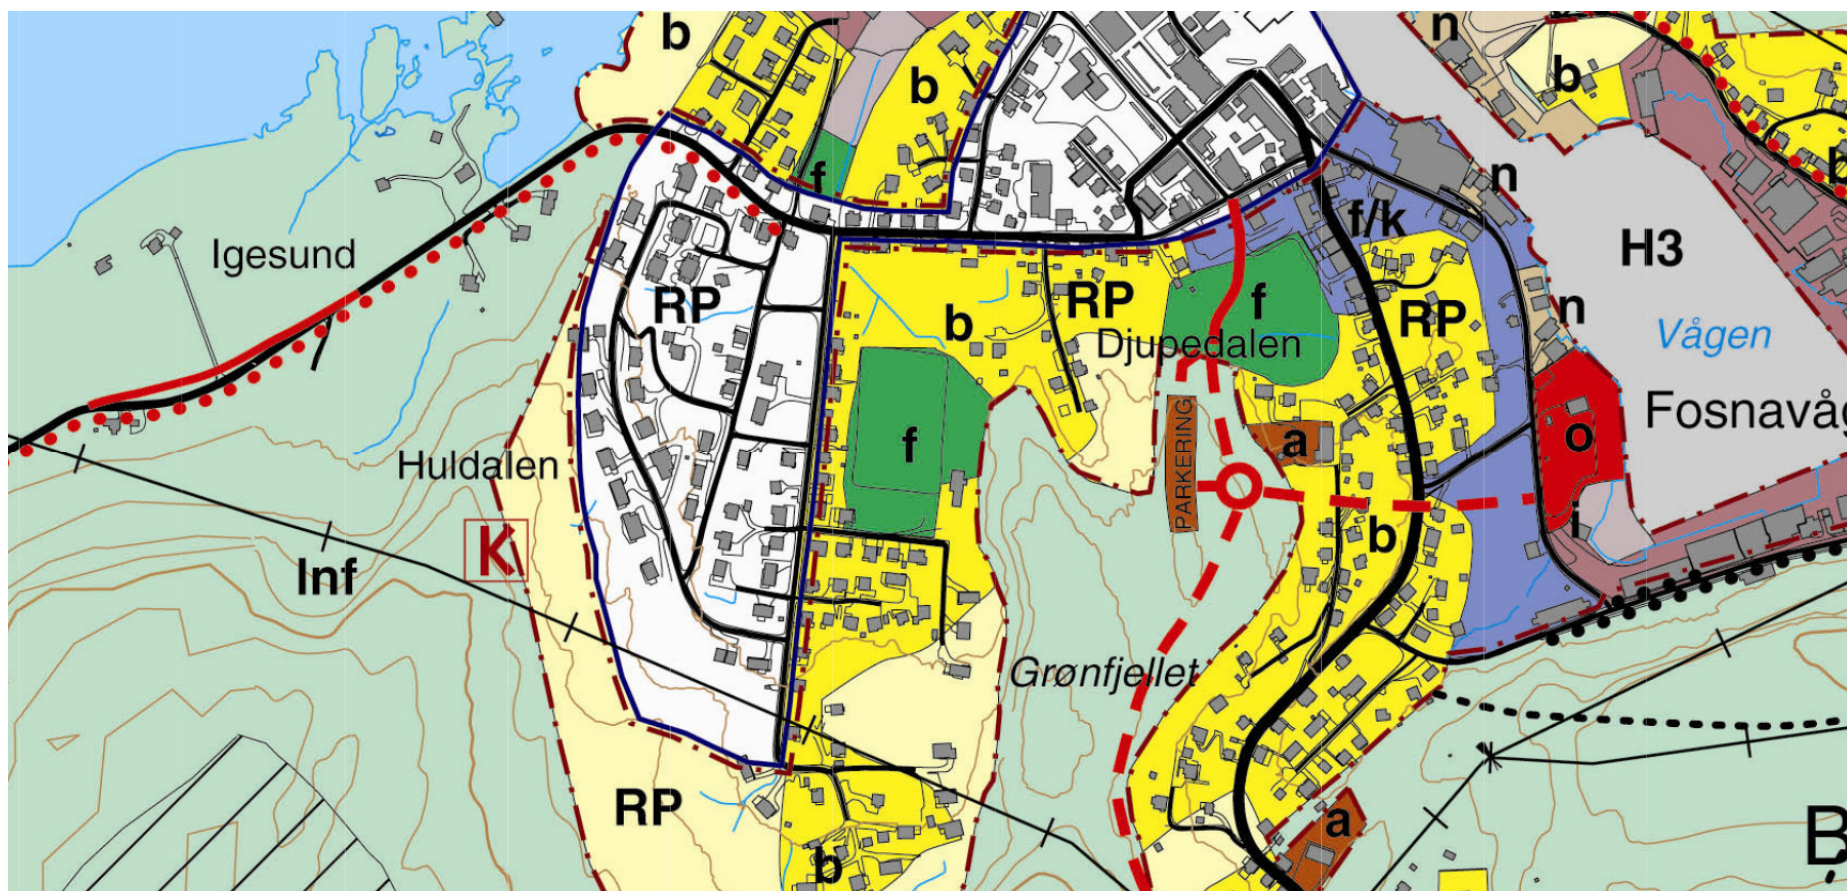 b
n
b
b
b
f
n
f/k
H3
Igesund
RP
RP
f
RP
n
b
Vågen
Djupedalen
Fosnavåg
PARKERING
f
a
o
Huldalen
K
i
b
Inf
Grønfjellet
RP
a
B
b